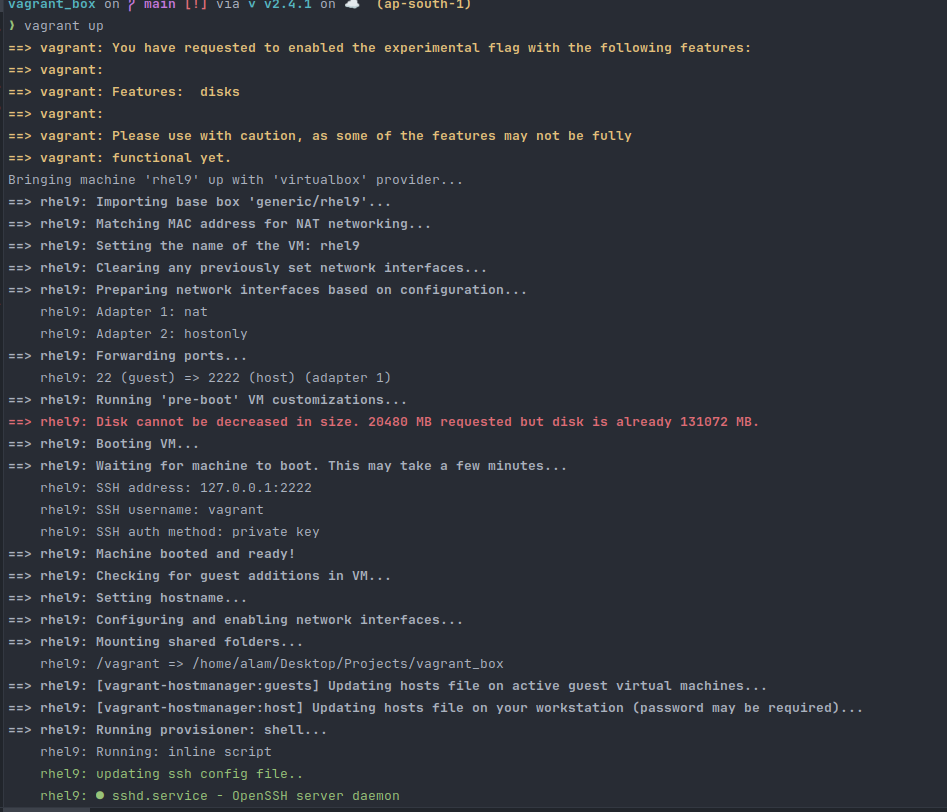 vagrant_box on main [!] via v v2.4.1 on ☁️ (ap-south-1)
❯ vagrant up
==> vagrant: You have requested to enabled the experimental flag with the following features:
==> vagrant:
==> vagrant: Features:  disks
==> vagrant:
==> vagrant: Please use with caution, as some of the features may not be fully
==> vagrant: functional yet.
Bringing machine 'rhel9' up with 'virtualbox' provider...
==> rhel9: Importing base box 'generic/rhel9'...
==> rhel9: Matching MAC address for NAT networking...
==> rhel9: Setting the name of the VM: rhel9
==> rhel9: Clearing any previously set network interfaces...
==> rhel9: Preparing network interfaces based on configuration...
    rhel9: Adapter 1: nat
    rhel9: Adapter 2: hostonly
==> rhel9: Forwarding ports...
    rhel9: 22 (guest) => 2222 (host) (adapter 1)
==> rhel9: Running 'pre-boot' VM customizations...
==> rhel9: Disk cannot be decreased in size. 20480 MB requested but disk is already 131072 MB.
==> rhel9: Booting VM...
==> rhel9: Waiting for machine to boot. This may take a few minutes...
    rhel9: SSH address: 127.0.0.1:2222
    rhel9: SSH username: vagrant
    rhel9: SSH auth method: private key
==> rhel9: Machine booted and ready!
==> rhel9: Checking for guest additions in VM...
==> rhel9: Setting hostname...
==> rhel9: Configuring and enabling network interfaces...
==> rhel9: Mounting shared folders...
    rhel9: /vagrant => /home/alam/Desktop/Projects/vagrant_box
==> rhel9: [vagrant-hostmanager:guests] Updating hosts file on active guest virtual machines...
==> rhel9: [vagrant-hostmanager:host] Updating hosts file on your workstation (password may be required)...
==> rhel9: Running provisioner: shell...
    rhel9: Running: inline script
    rhel9: updating ssh config file..
    rhel9: ● sshd.service - OpenSSH server daemon